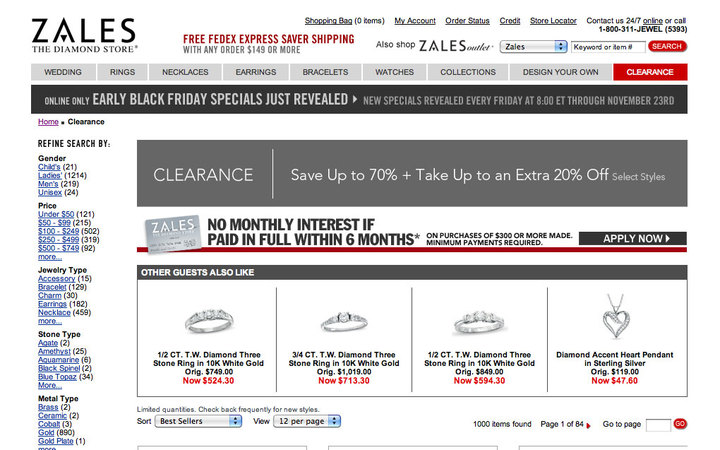 ZALES
THE DIAMOND STORE®
FREE FEDEX EXPRESS SAVER SHIPPING
WITH ANY ORDER $149 OR MORE
Shopping Bag (0 items) My Account Order Status Credit Store Locator Contact us 24/7 online or call
1-800-311-JEWEL (5393)
Also shop ZALES outlet Zales Keyword or item # SEARCH
WEDDING RINGS NECKLACES EARRINGS BRACELETS WATCHES COLLECTIONS DESIGN YOUR OWN CLEARANCE
ONLINE ONLY EARLY BLACK FRIDAY SPECIALS JUST REVEALED NEW SPECIALS REVEALED EVERY FRIDAY AT 8:00 ET THROUGH NOVEMBER 23RD
Home Clearance
REFINE SEARCH BY:
Gender
Child's (21)
Ladies' (1214)
Men's (219)
Unisex (24)
Price
Under $50 (121)
$50 - $99 (215)
$100 - $249 (502)
$250 - $499 (319)
$500 - $749 (92)
more...
Jewelry Type
Accessory (15)
Bracelet (129)
Charm (30)
Earrings (182)
Necklace (459)
more...
Stone Type
Agate (2)
Amethyst (25)
Aquamarine (6)
Black Spinel (2)
Blue Topaz (34)
More...
Metal Type
Brass (2)
Ceramic (2)
Cobalt (3)
Gold (890)
Gold Plate (1)
more...
CLEARANCE Save Up to 70% + Take Up to an Extra 20% Off Select Styles
ZALES
NO MONTHLY INTEREST IF
PAID IN FULL WITHIN 6 MONTHS*
ON PURCHASES OF $300 OR MORE MADE.
MINIMUM PAYMENTS REQUIRED.
APPLY NOW
OTHER GUESTS ALSO LIKE
1/2 CT. T.W. Diamond Three
Stone Ring in 10K White Gold
Orig. $749.00
Now $524.30
3/4 CT. T.W. Diamond Three
Stone Ring in 10K White Gold
Orig. $1,019.00
Now $713.30
1/2 CT. T.W. Diamond Three
Stone Ring in 10K White Gold
Orig. $849.00
Now $594.30
Diamond Accent Heart Pendant
in Sterling Silver
Orig. $119.00
Now $47.60
Limited quantities. Check back frequently for new styles.
Sort Best Sellers View 12 per page 1000 items found Page 1 of 84 Go to page GO